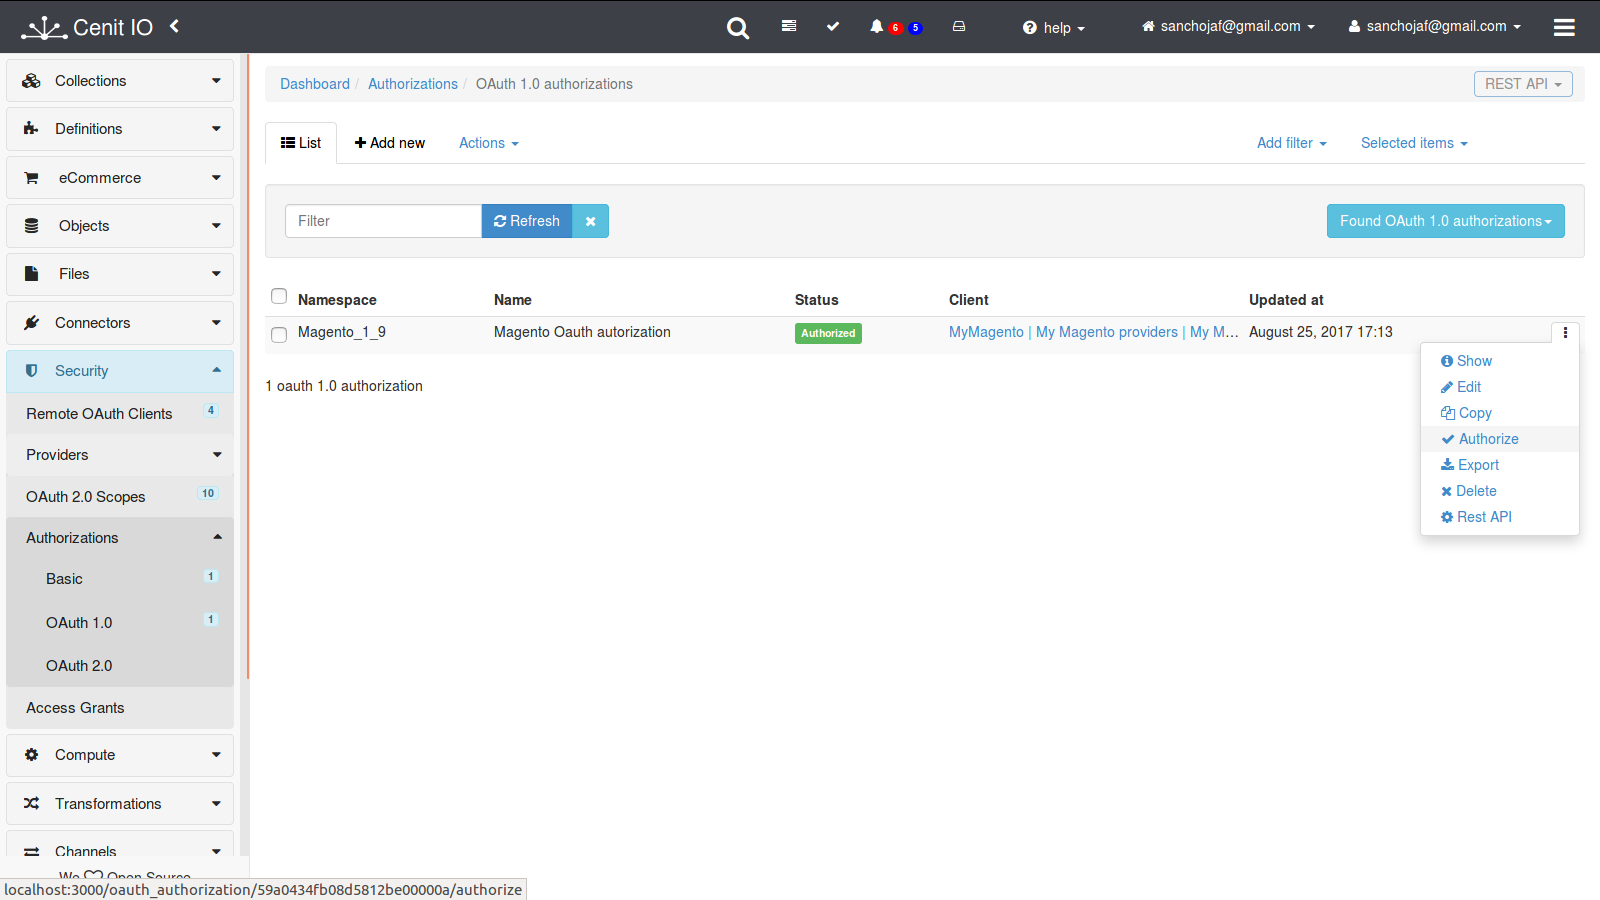 Cenit IO
6 5
help
sanchojaf@gmail.com
sanchojaf@gmail.com
Collections
Definitions
eCommerce
Objects
Files
Connectors
Security
Remote OAuth Clients 4
Providers
OAuth 2.0 Scopes 10
Authorizations
Basic 1
OAuth 1.0 1
OAuth 2.0
Access Grants
Compute
Transformations
Channels
We Open Source
Dashboard / Authorizations / OAuth 1.0 authorizations
REST API
List
Add new
Actions
Add filter
Selected items
Filter
Refresh
Found OAuth 1.0 authorizations
Namespace Name Status Client Updated at
Magento_1_9 Magento Oauth autorization Authorized MyMagento | My Magento providers | My M... August 25, 2017 17:13
1 oauth 1.0 authorization
Show
Edit
Copy
Authorize
Export
Delete
Rest API
localhost:3000/oauth_authorization/59a0434fb08d5812be00000a/authorize